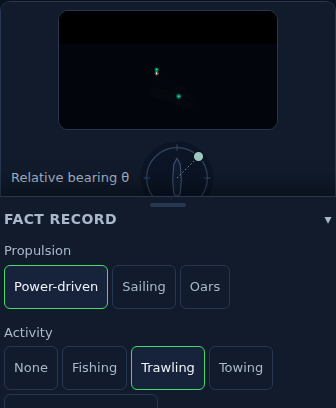 Relative bearing θ
FACT RECORD ▼
Propulsion
Power-driven Sailing Oars
Activity
None Fishing Trawling Towing